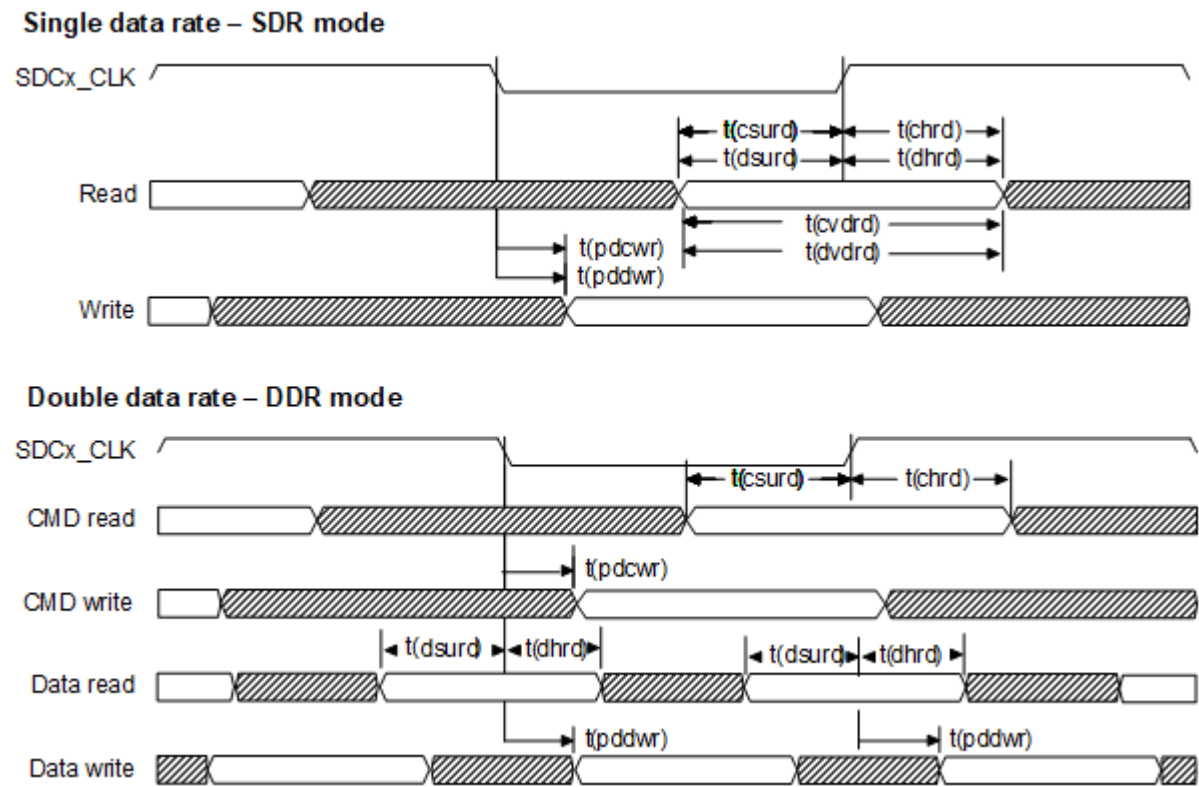 Single data rate – SDR mode
SDCx_CLK
t(csurd) t(chrd)
t(dsurd) t(dhrd)
Read
t(cvdrd)
t(pdcwr) t(dvdrd)
t(pddwr)
Write
Double data rate – DDR mode
SDCx_CLK
t(csurd) t(chrd)
CMD read
t(pdcwr)
CMD write
t(dsurd) t(dhrd) t(dsurd) t(dhrd)
Data read
t(pddwr) t(pddwr)
Data write